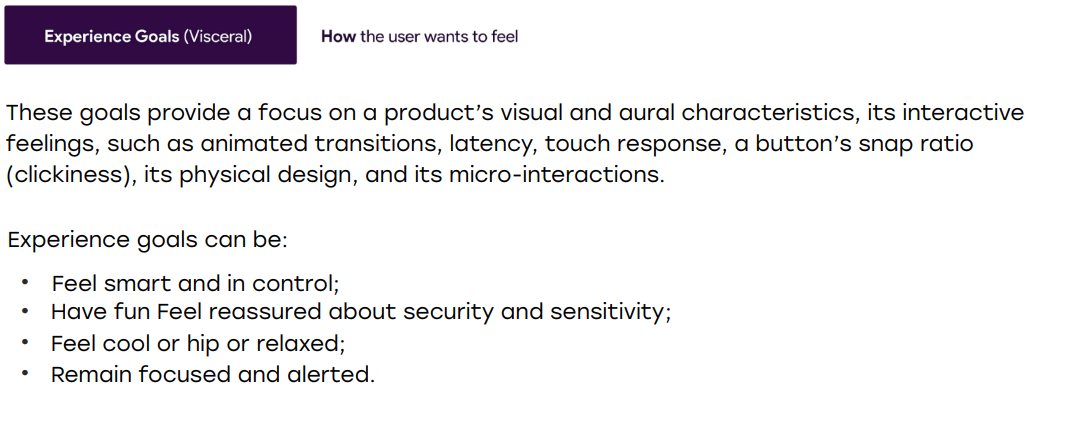 Experience Goals (Visceral) How the user wants to feel
These goals provide a focus on a product's visual and aural characteristics, its interactive
feelings, such as animated transitions, latency, touch response, a button's snap ratio
(clickiness), its physical design, and its micro-interactions.
Experience goals can be:
• Feel smart and in control;
• Have fun Feel reassured about security and sensitivity;
• Feel cool or hip or relaxed;
• Remain focused and alerted.